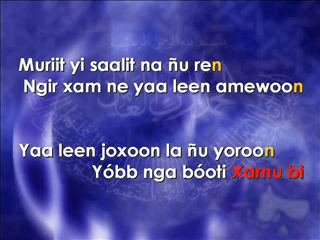 Muriit yi saalit na ñu ren
Ngir xam ne yaa leen amewoon
Yaa leen joxoon la ñu yoroon
Yóbb nga bóoti Xamu bi